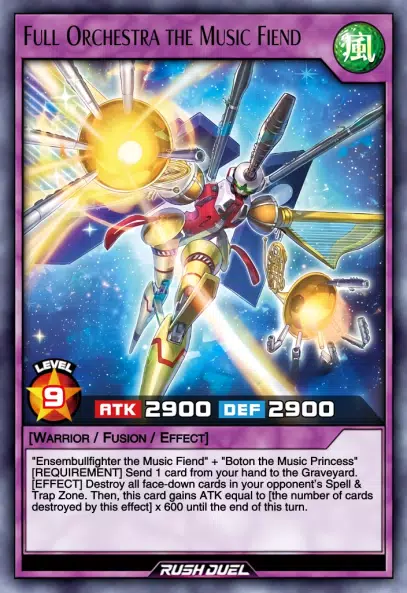 FULL ORCHESTRA THE MUSIC FIEND
風
LEVEL
9
ATK 2900 DEF 2900
[WARRIOR / FUSION / EFFECT]
"Ensembullfighter the Music Fiend" + "Boton the Music Princess"
[REQUIREMENT] Send 1 card from your hand to the Graveyard.
[EFFECT] Destroy all face-down cards in your opponent's Spell &
Trap Zone. Then, this card gains ATK equal to [the number of cards
destroyed by this effect] x 600 until the end of this turn.
RUSH DUEL